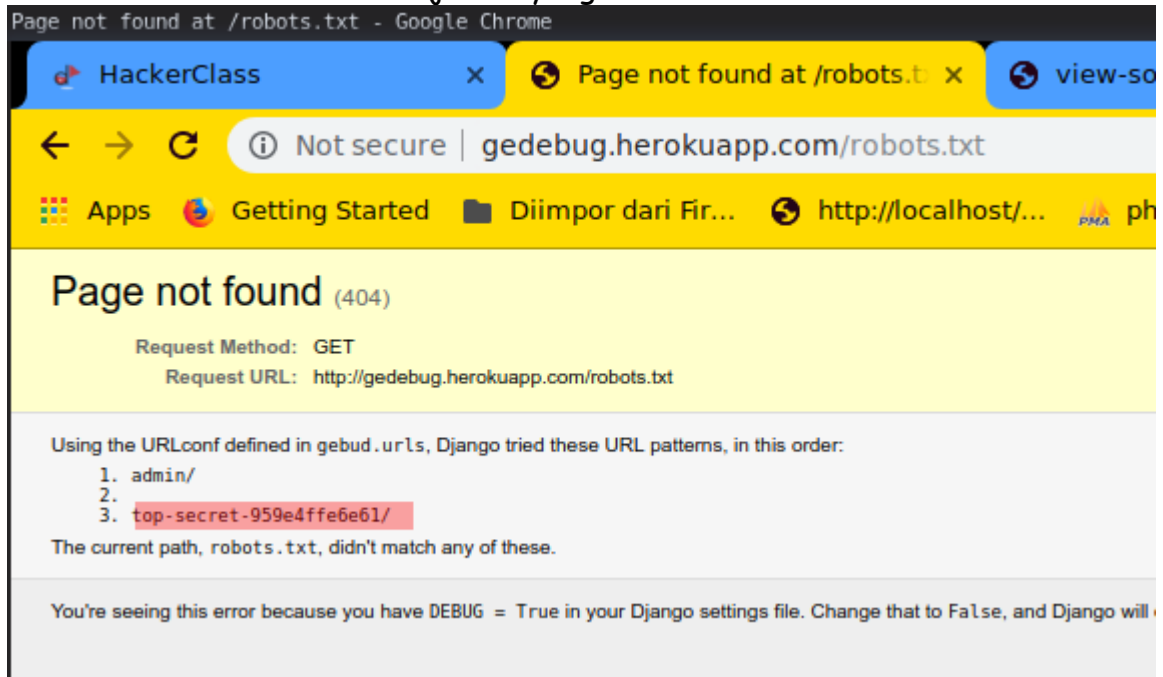 Page not found at /robots.txt - Google Chrome
HackerClass × Page not found at /robots.t × view-so
← → C Not secure | gedebug.herokuapp.com/robots.txt
Apps Getting Started Diimpor dari Fir... http://localhost/... PMA ph
Page not found (404)
Request Method: GET
Request URL: http://gedebug.herokuapp.com/robots.txt
Using the URLconf defined in gebud.urls, Django tried these URL patterns, in this order:
1. admin/
2.
3. top-secret-959e4ffe6e61/
The current path, robots.txt, didn't match any of these.
You're seeing this error because you have DEBUG = True in your Django settings file. Change that to False, and Django will